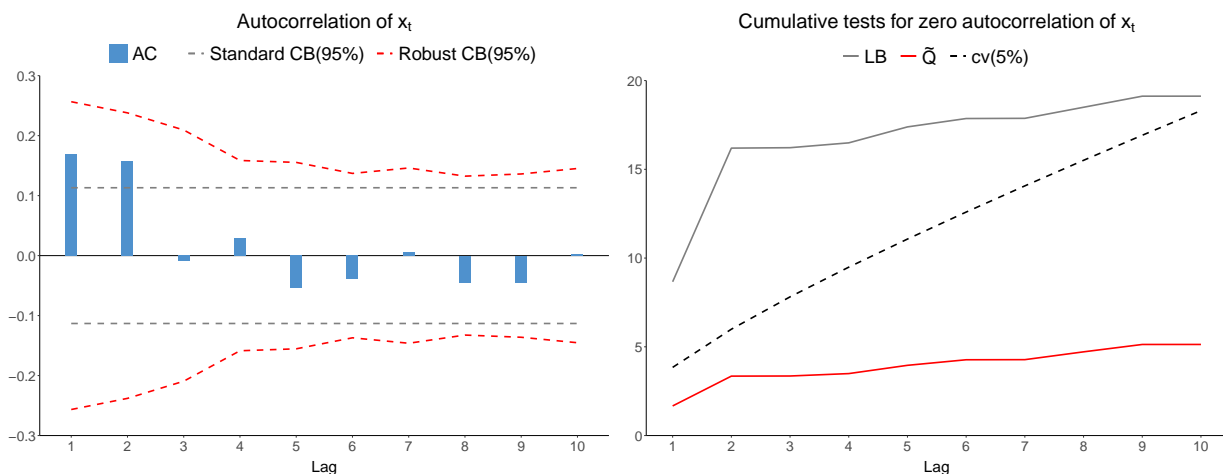 Autocorrelation of xt
AC Standard CB(95%) Robust CB(95%)
0.3
0.2
0.1
0.0
−0.1
−0.2
−0.3
1 2 3 4 5 6 7 8 9 10
Lag
Cumulative tests for zero autocorrelation of xt
LB Q̃ cv(5%)
20
15
10
5
0
1 2 3 4 5 6 7 8 9 10
Lag